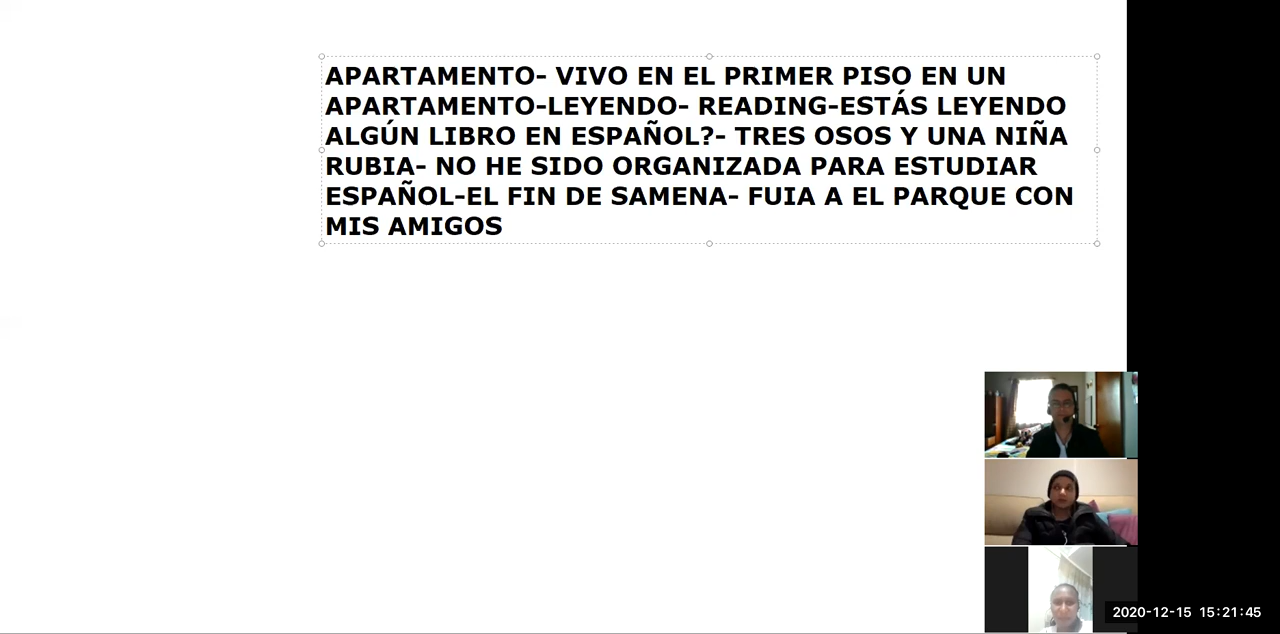 APARTAMENTO- VIVO EN EL PRIMER PISO EN UN
APARTAMENTO-LEYENDO- READING-ESTÁS LEYENDO
ALGÚN LIBRO EN ESPAÑOL?- TRES OSOS Y UNA NIÑA
RUBIA- NO HE SIDO ORGANIZADA PARA ESTUDIAR
ESPAÑOL-EL FIN DE SAMENA- FUIA A EL PARQUE CON
MIS AMIGOS
2020-12-15 15:21:45